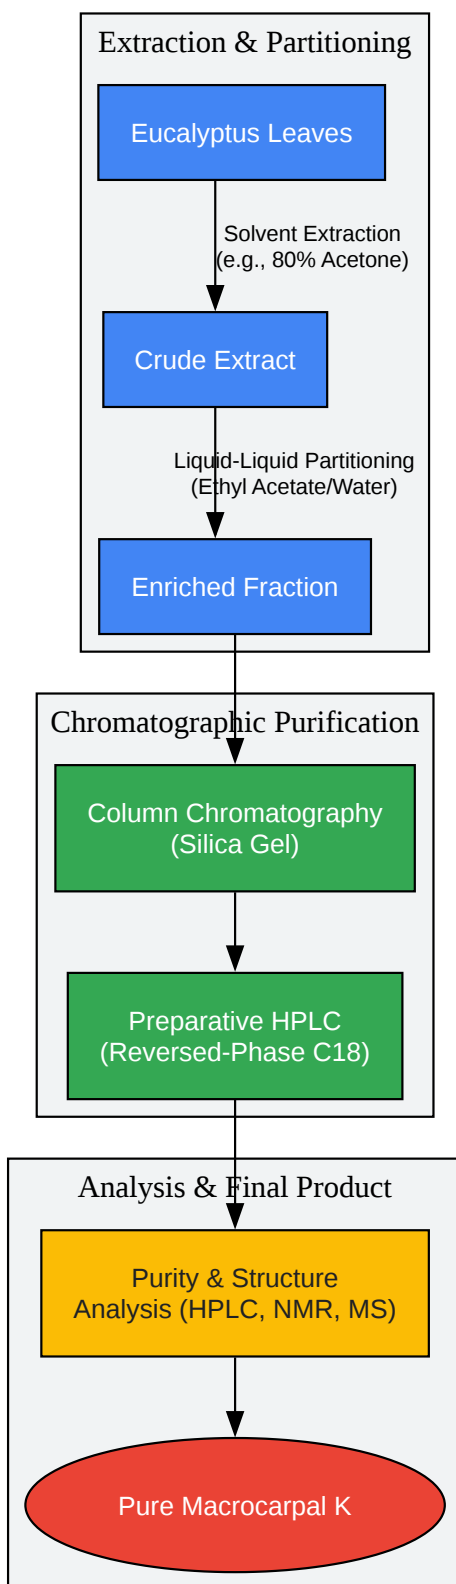 Extraction & Partitioning
Eucalyptus Leaves
Solvent Extraction
(e.g., 80% Acetone)
Crude Extract
Liquid-Liquid Partitioning
(Ethyl Acetate/Water)
Enriched Fraction
Chromatographic Purification
Column Chromatography
(Silica Gel)
Preparative HPLC
(Reversed-Phase C18)
Analysis & Final Product
Purity & Structure
Analysis (HPLC, NMR, MS)
Pure Macrocarpal K